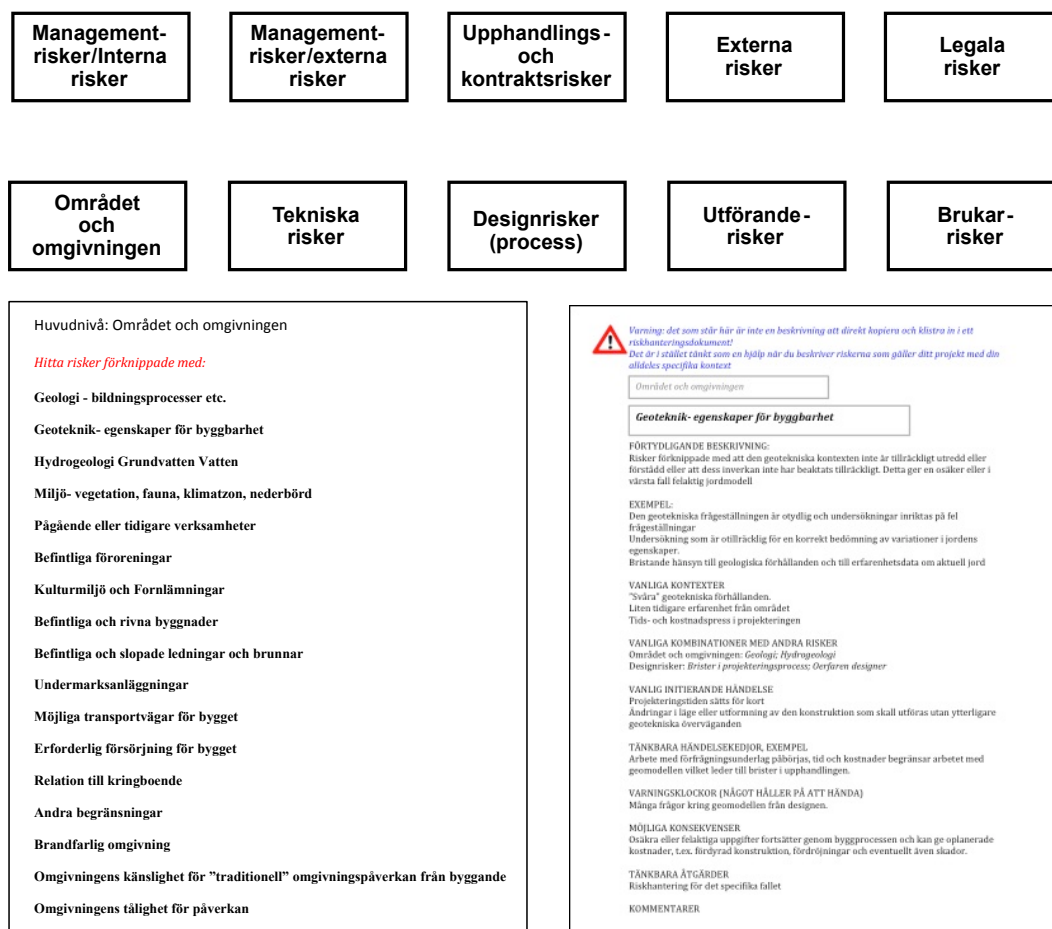 Management-
risker/Interna
risker
Management-
risker/externa
risker
Upphandlings-
och
kontraktsrisker
Externa
risker
Legala
risker
Området
och
omgivningen
Tekniska
risker
Designrisker
(process)
Utförande-
risker
Brukar-
risker
Huvudnivå: Området och omgivningen
Hitta risker förknippade med:
Geologi - bildningsprocesser etc.
Geoteknik- egenskaper för byggbarhet
Hydrogeologi Grundvatten Vatten
Miljö- vegetation, fauna, klimatzon, nederbörd
Pågående eller tidigare verksamheter
Befintliga föroreningar
Kulturmiljö och Fornlämningar
Befintliga och rivna byggnader
Befintliga och slopade ledningar och brunnar
Undermarksanläggningar
Möjliga transportvägar för bygget
Erforderlig försörjning för bygget
Relation till kringboende
Andra begränsningar
Brandfarlig omgivning
Omgivningens känslighet för ”traditionell” omgivningspåverkan från byggande
Omgivningens tålighet för påverkan
Varning: det som står här är inte en beskrivning att direkt kopiera och klistra in i ett
riskhanteringsdokument!
Det är i stället tänkt som en hjälp när du beskriver riskerna som gäller ditt projekt med din
alldeles specifika kontext
Området och omgivningen
Geoteknik- egenskaper för byggbarhet
FÖRTYDLIGANDE BESKRIVNING:
Risker förknippade med att den geotekniska kontexten inte är tillräckligt utredd eller
förstådd eller att dess inverkan inte har beaktats tillräckligt. Detta ger en osäker eller i
värsta fall felaktig jordmodell
EXEMPEL:
Den geotekniska frågeställningen är otydlig och undersökningar inriktas på fel
frågeställningar
Undersökning som är otillräcklig för en korrekt bedömning av variationer i jordens
egenskaper.
Bristande hänsyn till geologiska förhållanden och till erfarenhetsdata om aktuell jord
VANLIGA KONTEXTER
"Svåra" geotekniska förhållanden.
Liten tidigare erfarenhet från området
Tids- och kostnadspress i projekteringen
VANLIGA KOMBINATIONER MED ANDRA RISKER
Området och omgivningen: Geologi; Hydrogeologi
Designrisker: Brister i projekteringsprocess; Oerfaren designer
VANLIG INITIERANDE HÄNDELSE
Projekteringstiden sätts för kort
Ändringar i läge eller utformning av den konstruktion som skall utföras utan ytterligare
geotekniska överväganden
TÄNKBARA HÄNDELSEKEDJOR, EXEMPEL
Arbete med förfrågningsunderlag påbörjas, tid och kostnader begränsar arbetet med
geomodellen vilket leder till brister i upphandlingen.
VARNINGSKLOCKOR (NÅGOT HÅLLER PÅ ATT HÄNDA)
Många frågor kring geomodellen från designen.
MÖJLIGA KONSEKVENSER
Osäkra eller felaktiga uppgifter fortsätter genom byggprocessen och kan ge oplanerade
kostnader, t.ex. fördyrad konstruktion, fördröjningar och eventuellt även skador.
TÄNKBARA ÅTGÄRDER
Riskhantering för det specifika fallet
KOMMENTARER